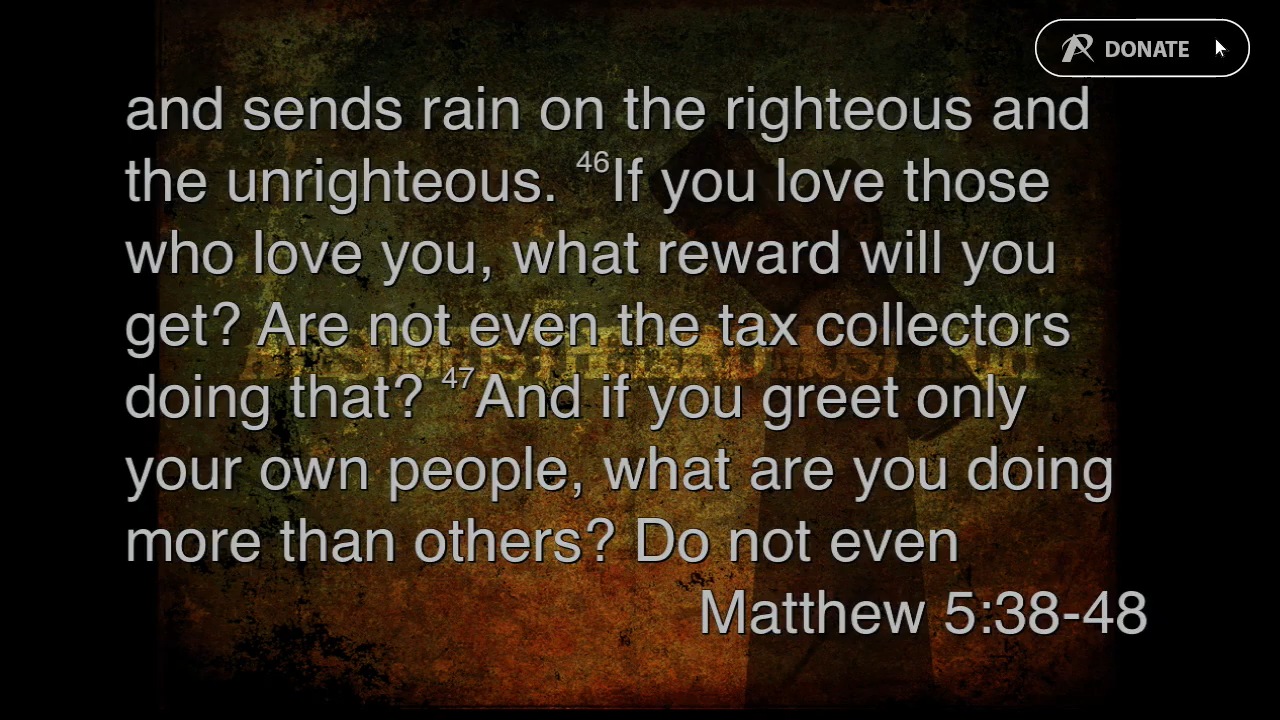 DONATE
and sends rain on the righteous and
the unrighteous. 46If you love those
who love you, what reward will you
get? Are not even the tax collectors
doing that? 47And if you greet only
your own people, what are you doing
more than others? Do not even
Matthew 5:38-48